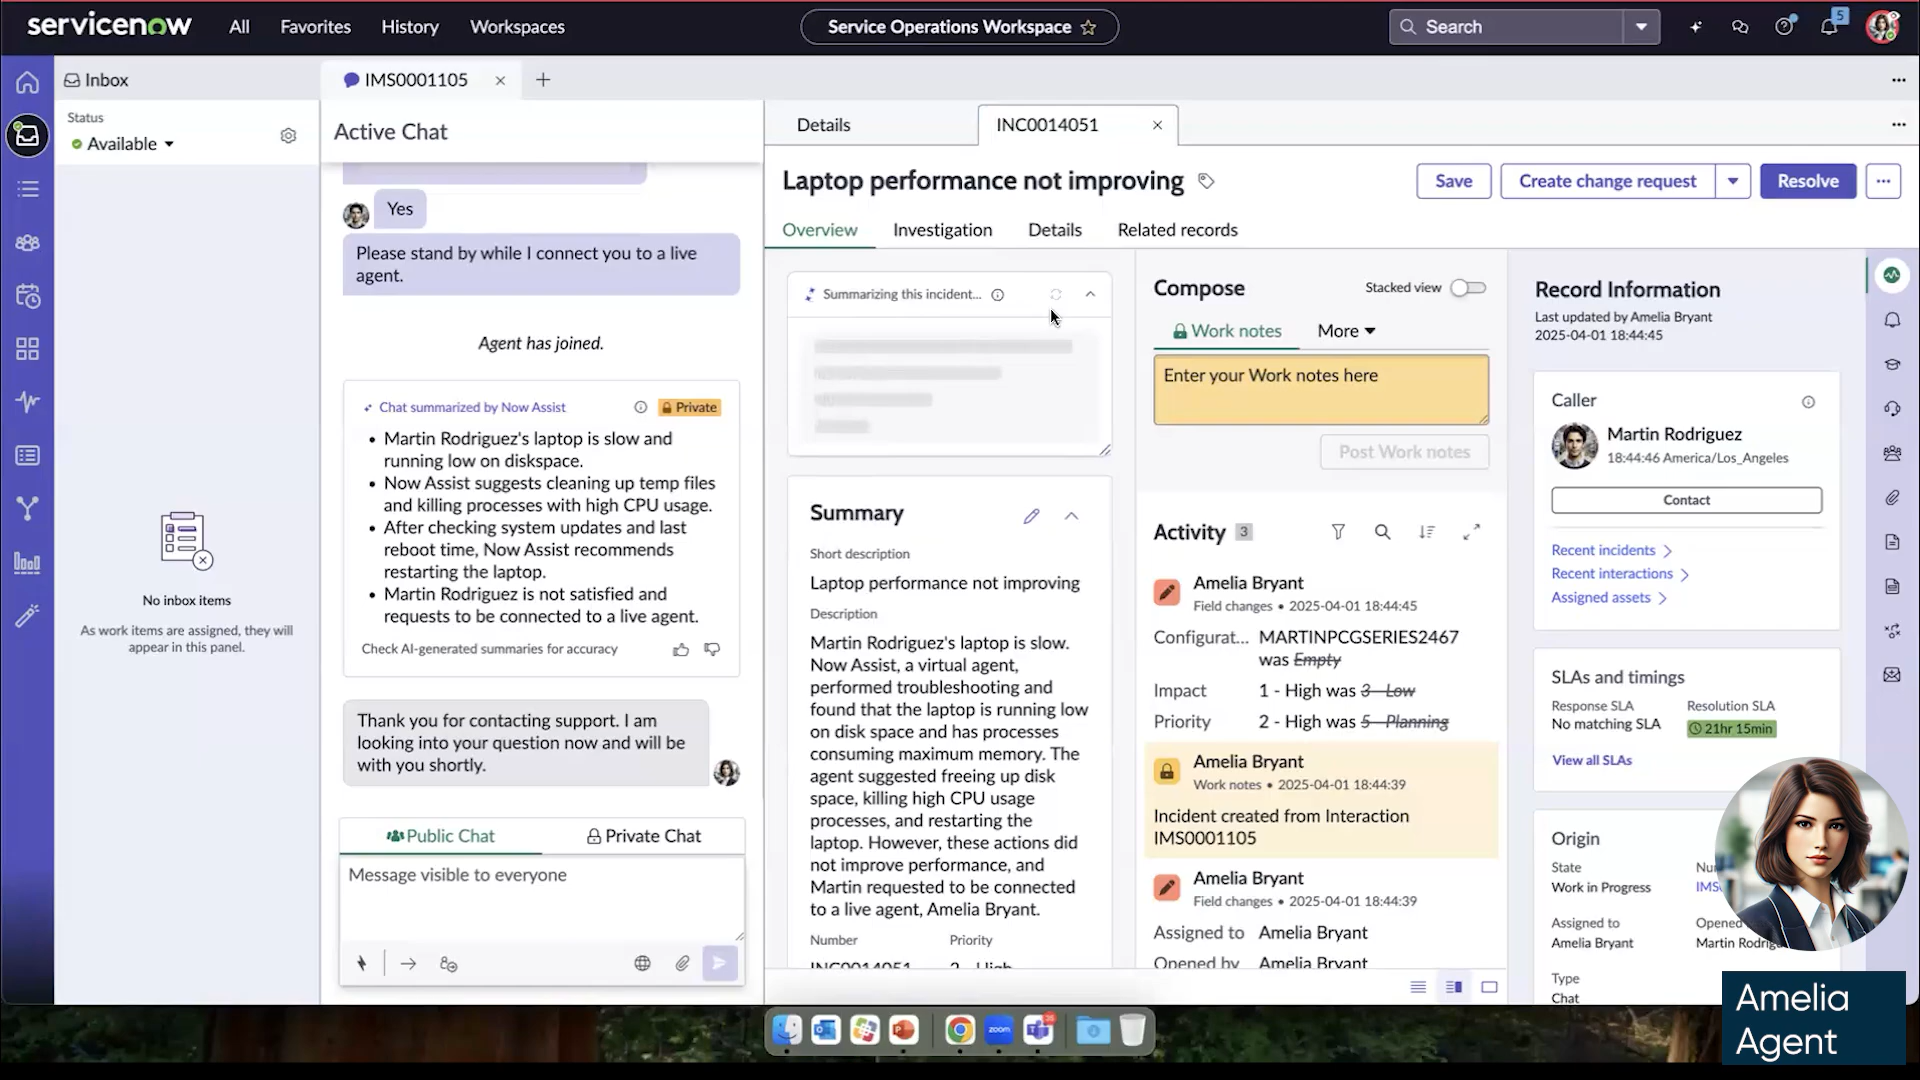 servicenow
All
Favorites
History
Workspaces
Service Operations Workspace
Search
5
Inbox
IMS0001105
Status
Available
No inbox items
As work items are assigned, they will
appear in this panel.
Active Chat
Yes
Please stand by while I connect you to a live
agent.
Agent has joined.
Chat summarized by Now Assist
Private
• Martin Rodriguez's laptop is slow and
running low on diskspace.
• Now Assist suggests cleaning up temp files
and killing processes with high CPU usage.
• After checking system updates and last
reboot time, Now Assist recommends
restarting the laptop.
• Martin Rodriguez is not satisfied and
requests to be connected to a live agent.
Check AI-generated summaries for accuracy
Thank you for contacting support. I am
looking into your question now and will be
with you shortly.
Public Chat
Private Chat
Message visible to everyone
Details
INC0014051
Laptop performance not improving
Save
Create change request
Resolve
Overview
Investigation
Details
Related records
Summarizing this incident...
Summary
Short description
Laptop performance not improving
Description
Martin Rodriguez's laptop is slow.
Now Assist, a virtual agent,
performed troubleshooting and
found that the laptop is running low
on disk space and has processes
consuming maximum memory. The
agent suggested freeing up disk
space, killing high CPU usage
processes, and restarting the
laptop. However, these actions did
not improve performance, and
Martin requested to be connected
to a live agent, Amelia Bryant.
Number
Priority
INC0014051
2 - High
Compose
Stacked view
Work notes
More
Enter your Work notes here
Post Work notes
Activity 3
Amelia Bryant
Field changes • 2025-04-01 18:44:45
Configurat... MARTINPCGSERIES2467
was Empty
Impact 1 - High was 3 - Low
Priority 2 - High was 5 - Planning
Amelia Bryant
Work notes • 2025-04-01 18:44:39
Incident created from Interaction
IMS0001105
Amelia Bryant
Field changes • 2025-04-01 18:44:39
Assigned to Amelia Bryant
Opened by Amelia Bryant
Record Information
Last updated by Amelia Bryant
2025-04-01 18:44:45
Caller
Martin Rodriguez
18:44:46 America/Los_Angeles
Contact
Recent incidents
Recent interactions
Assigned assets
SLAs and timings
Response SLA
No matching SLA
Resolution SLA
21hr 15min
View all SLAs
Origin
State
Work in Progress
Assigned to
Amelia Bryant
Opened
Type
Chat
zoom
Amelia
Agent